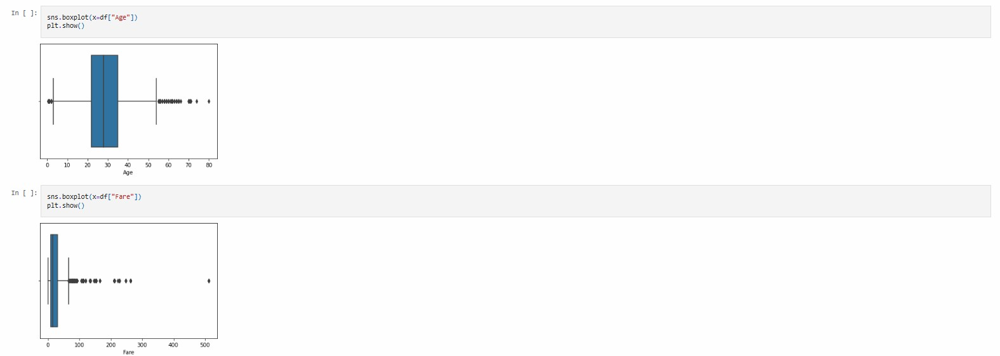 In [ ]:
sns.boxplot(x=df["Age"])
plt.show()
0 10 20 30 40 50 60 70 80
Age
In [ ]:
sns.boxplot(x=df["Fare"])
plt.show()
0 100 200 300 400 500
Fare